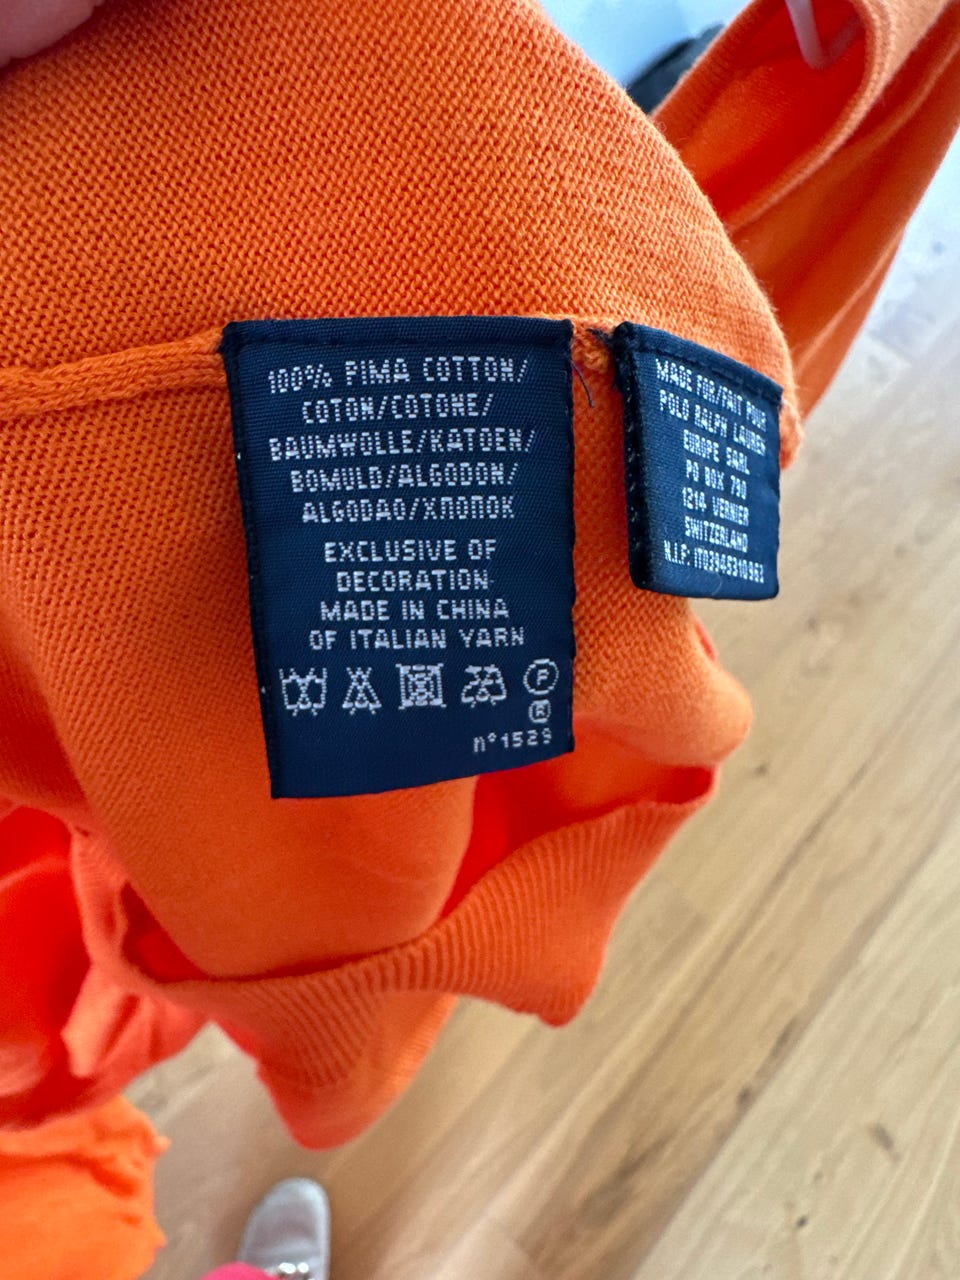 100% PIMA COTTON/
COTON/COTONE/
BAUMWOLLE/KATOEN/
BOMULD/ALGODON/
ALGODAO/ХЛОПОК
EXCLUSIVE OF
DECORATION
MADE IN CHINA
OF ITALIAN YARN
P
R
n°1529
MADE FOR/FAIT POUR
POLO RALPH LAUREN
EUROPE SARL
PO BOX 790
1214 VERNIER
SWITZERLAND
N.I.P: IT03946310961